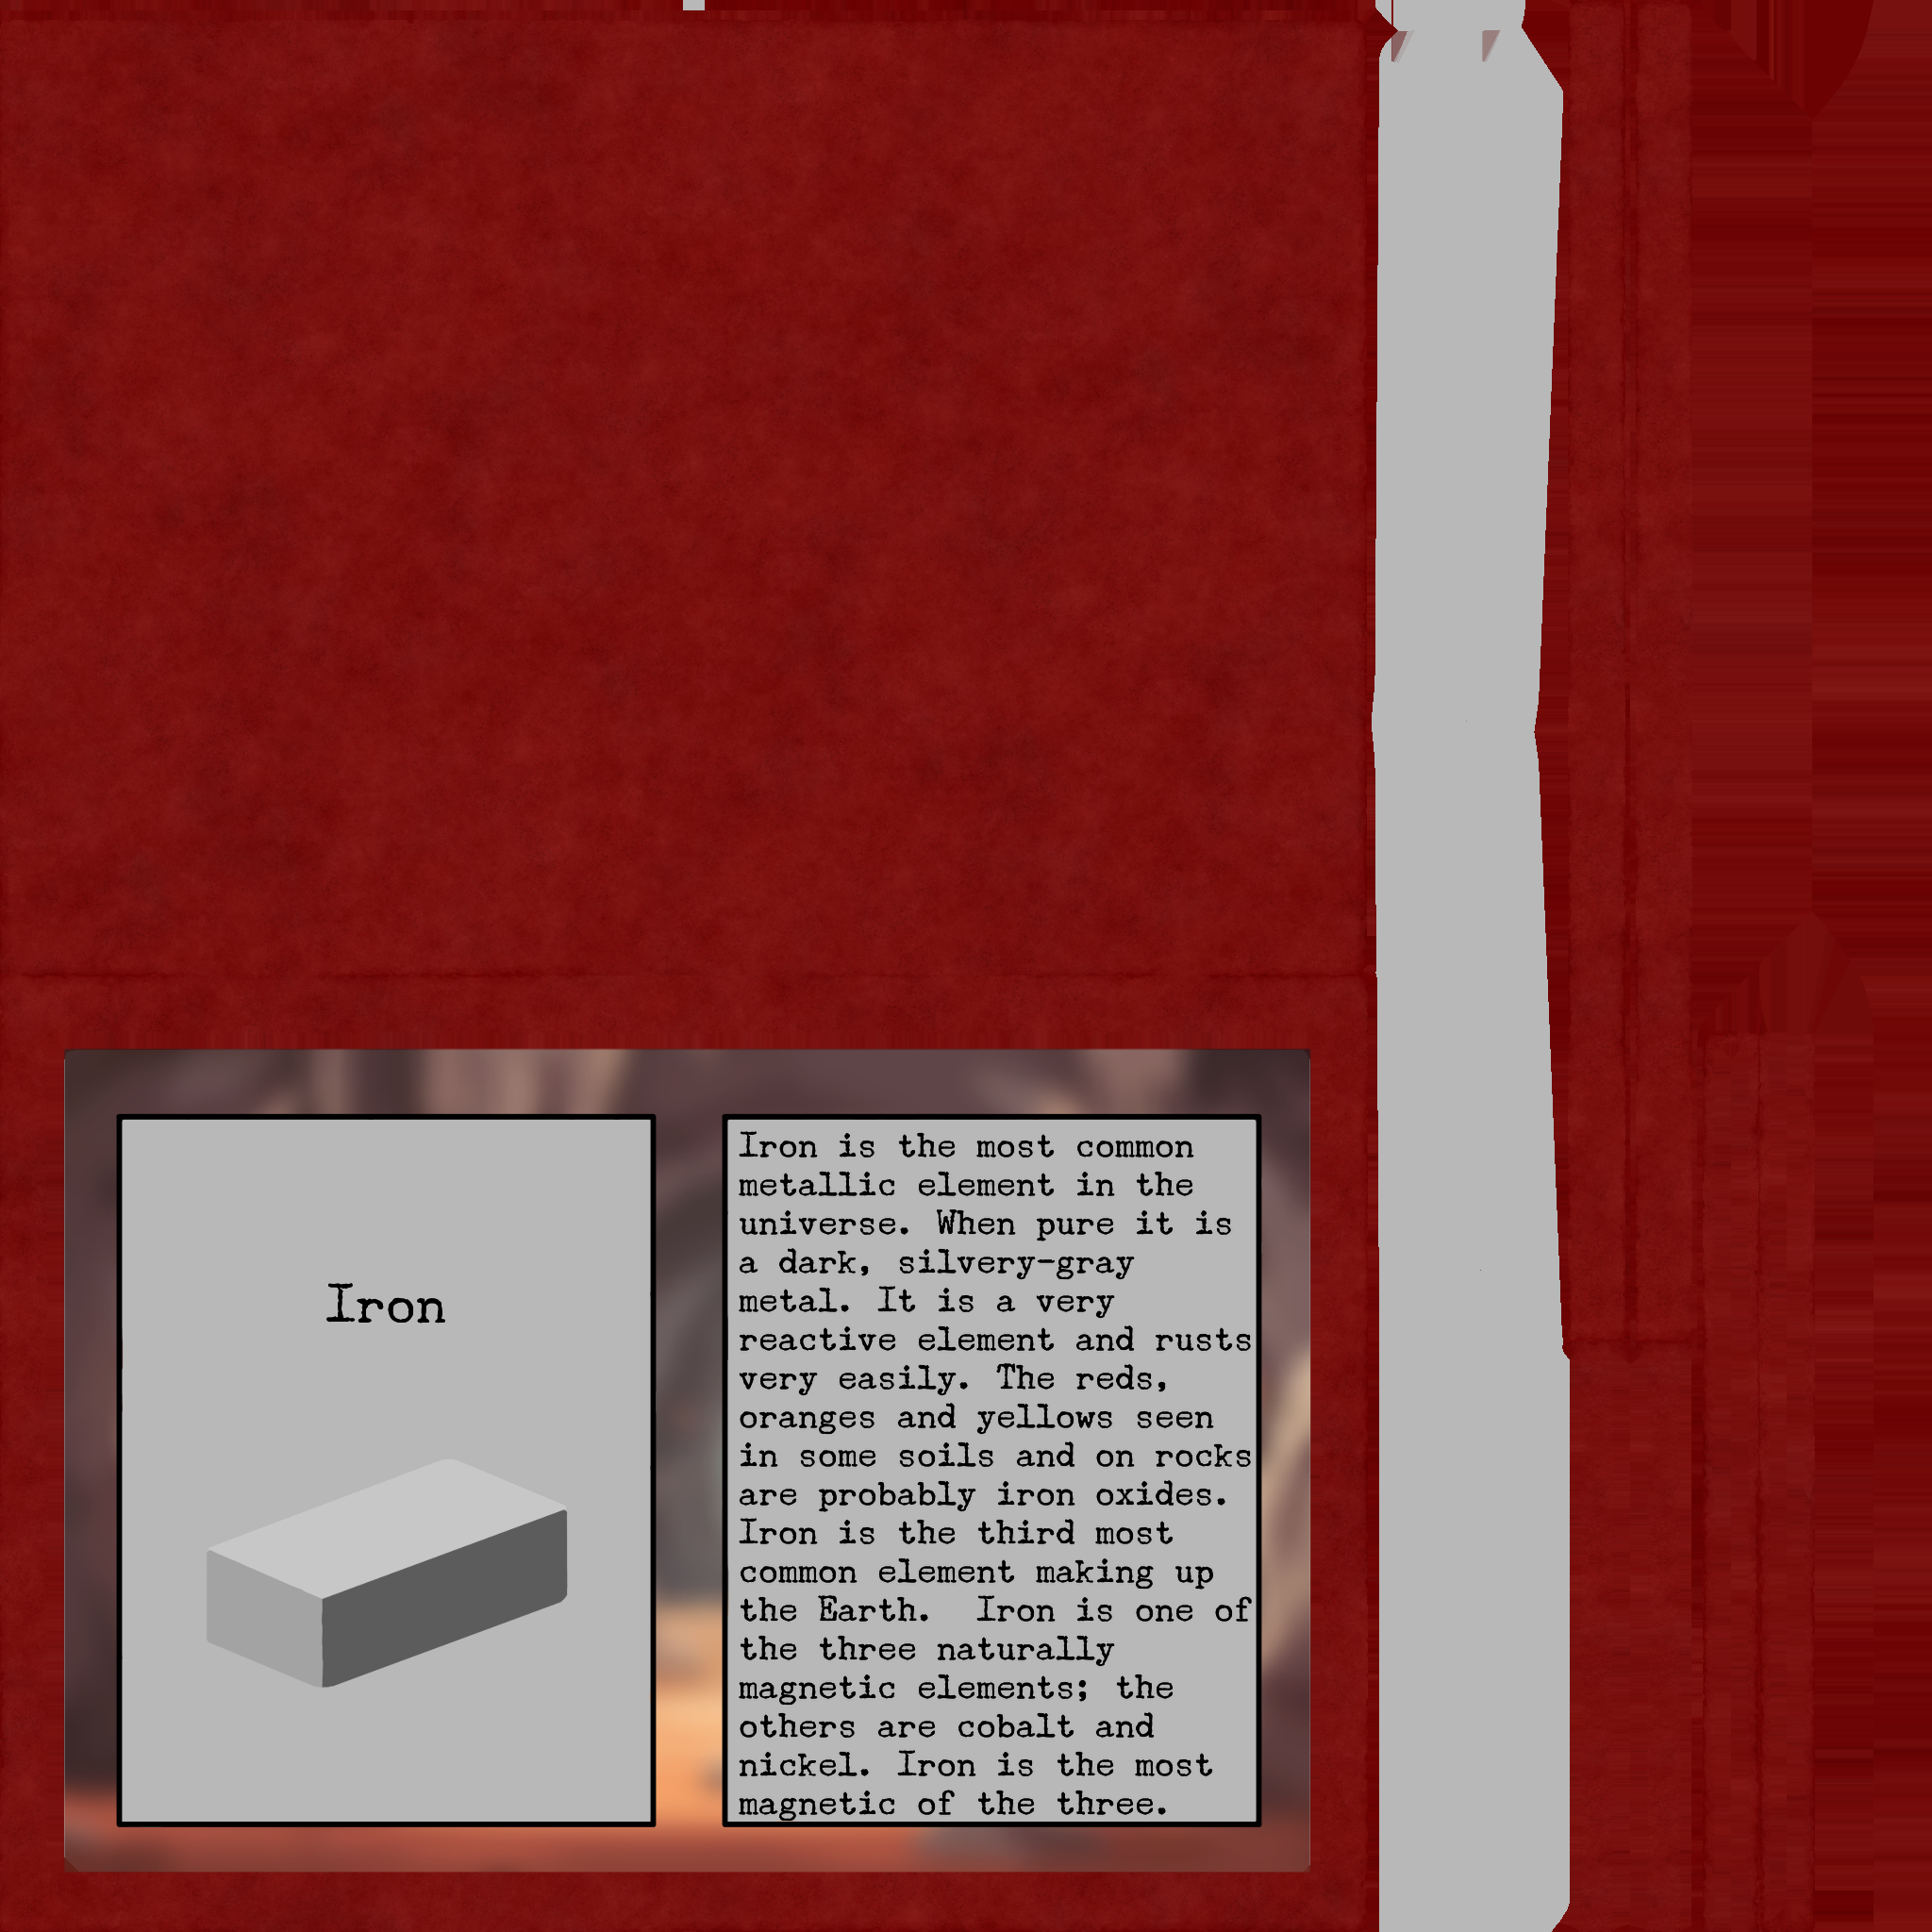 Iron
Iron is the most common
metallic element in the
universe. When pure it is
a dark, silvery-gray
metal. It is a very
reactive element and rusts
very easily. The reds,
oranges and yellows seen
in some soils and on rocks
are probably iron oxides.
Iron is the third most
common element making up
the Earth.  Iron is one of
the three naturally
magnetic elements; the
others are cobalt and
nickel. Iron is the most
magnetic of the three.